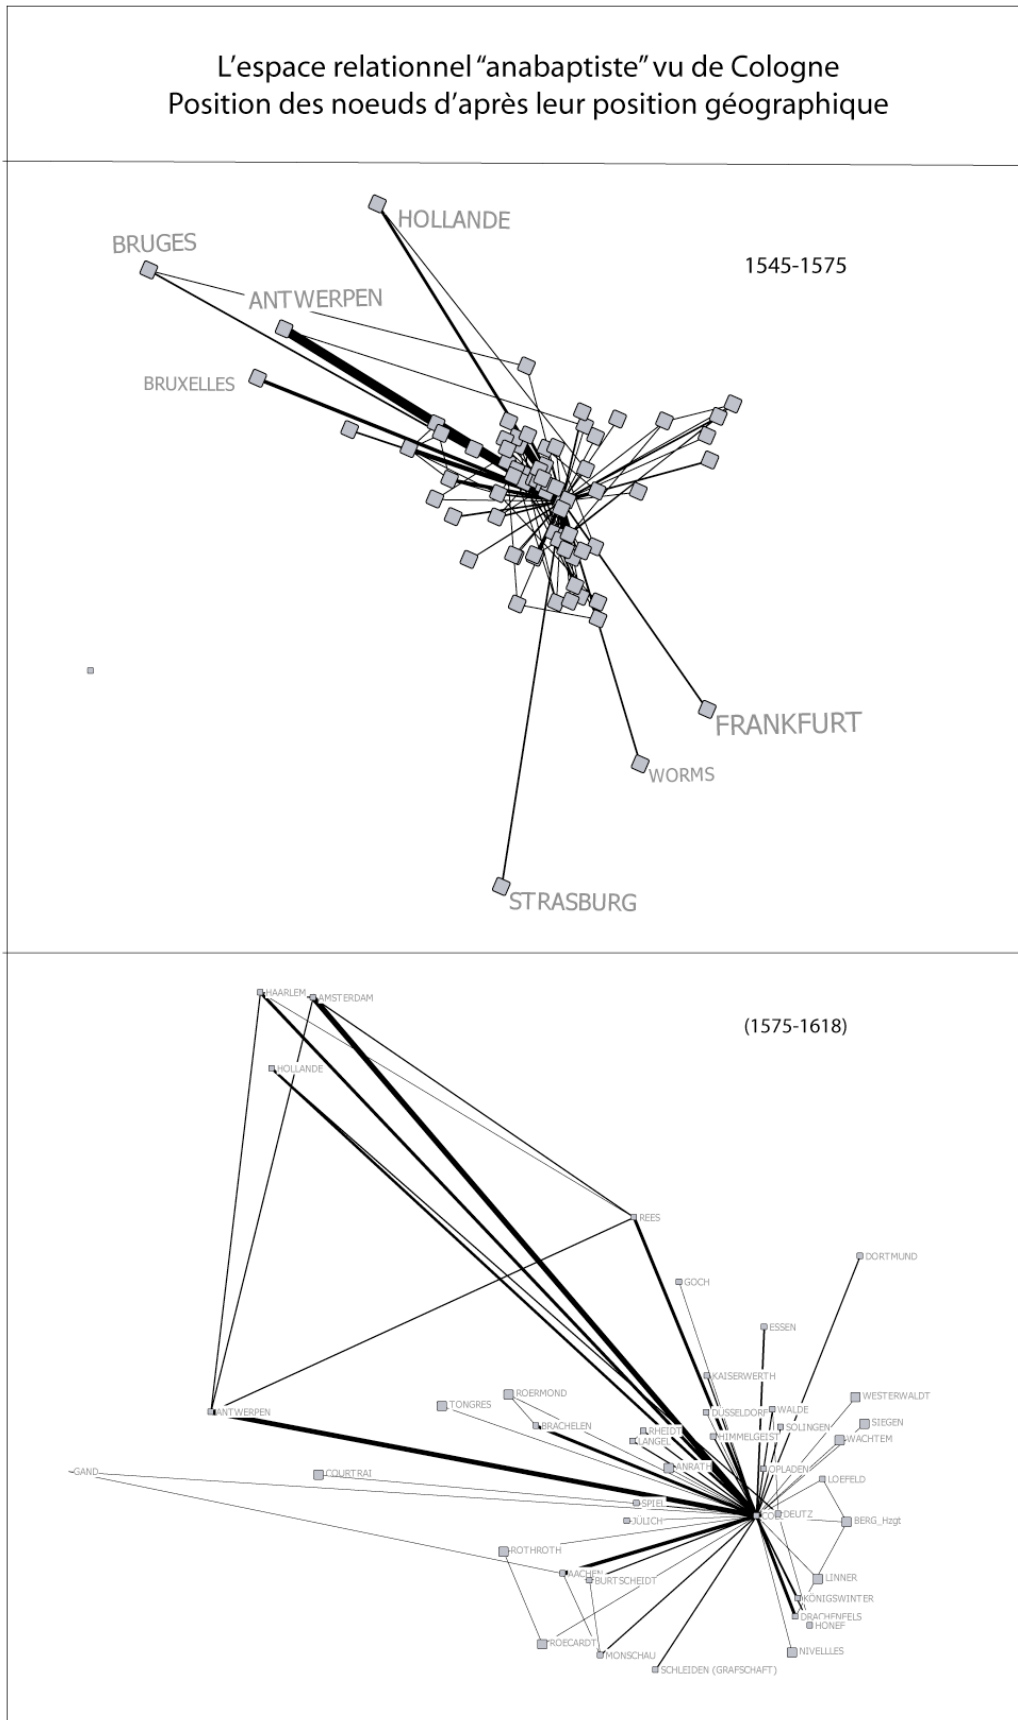 L'espace relationnel "anabaptiste" vu de Cologne
Position des noeuds d'après leur position géographique
HOLLANDE
BRUGES
1545-1575
ANTWERPEN
BRUXELLES
FRANKFURT
WORMS
STRASBURG
HAARLEM
AMSTERDAM
(1575-1618)
HOLLANDE
REES
DORTMUND
GOCH
ESSEN
KAISERWERTH
ROERMOND
WESTERWALDT
TONGRES
ANTWERPEN
DÜSSELDORF
WALDE
BRACHELEN
SOLINGEN
SIEGEN
RHEIDT
LANGEL
HIMMELGEIST
WACHTEM
ANRATH
OPLADEN
GAND
COURTRAI
LOEFELD
SPIEL
DEUTZ
JÜLICH
BERG_Hzgt
ROTHROTH
AACHEN
BURTSCHEIDT
LINNER
KÖNIGSWINTER
DRACHENFELS
HONEF
ROECARDT
MONSCHAU
NIVELLLES
SCHLEIDEN (GRAFSCHAFT)